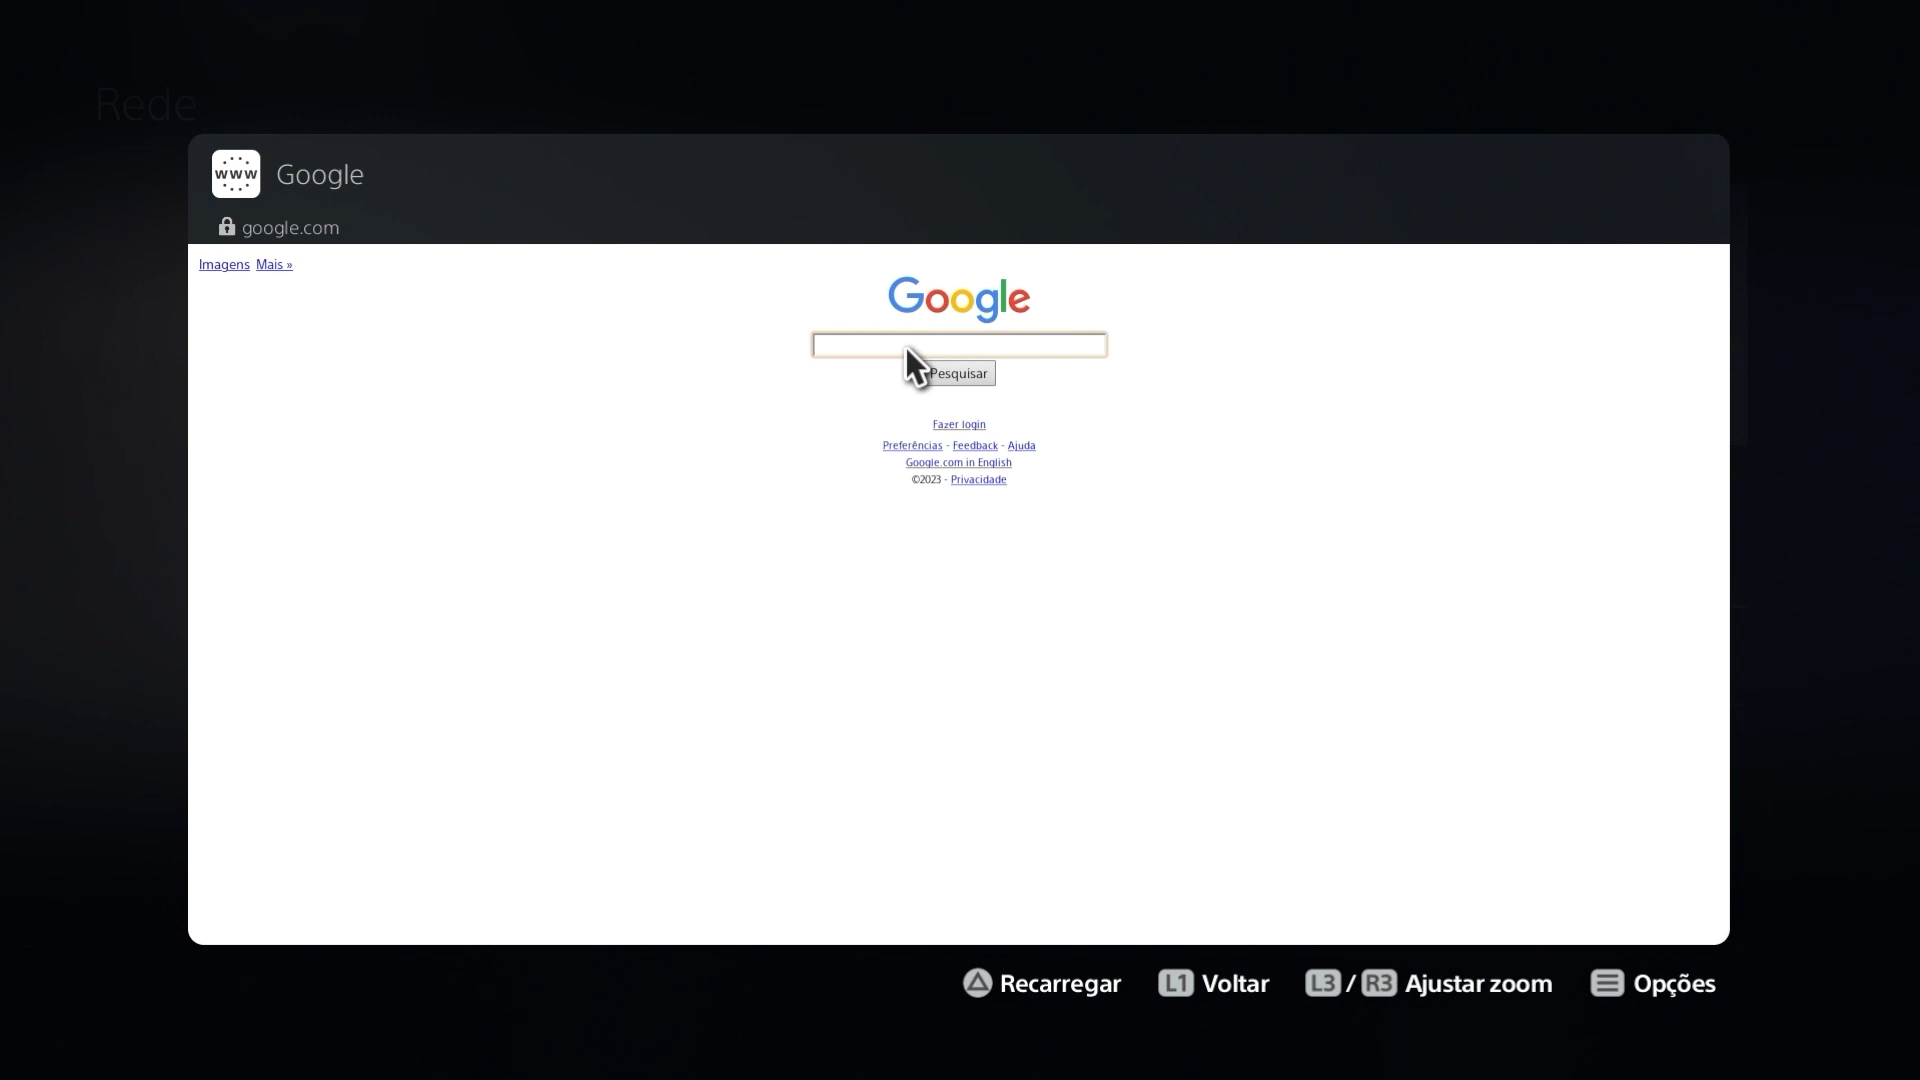 Rede
www
Google
google.com
Imagens Mais »
Google
Pesquisar
Fazer login
Preferências - Feedback - Ajuda
Google.com in English
©2023 - Privacidade
Recarregar L1 Voltar L3 / R3 Ajustar zoom Opções